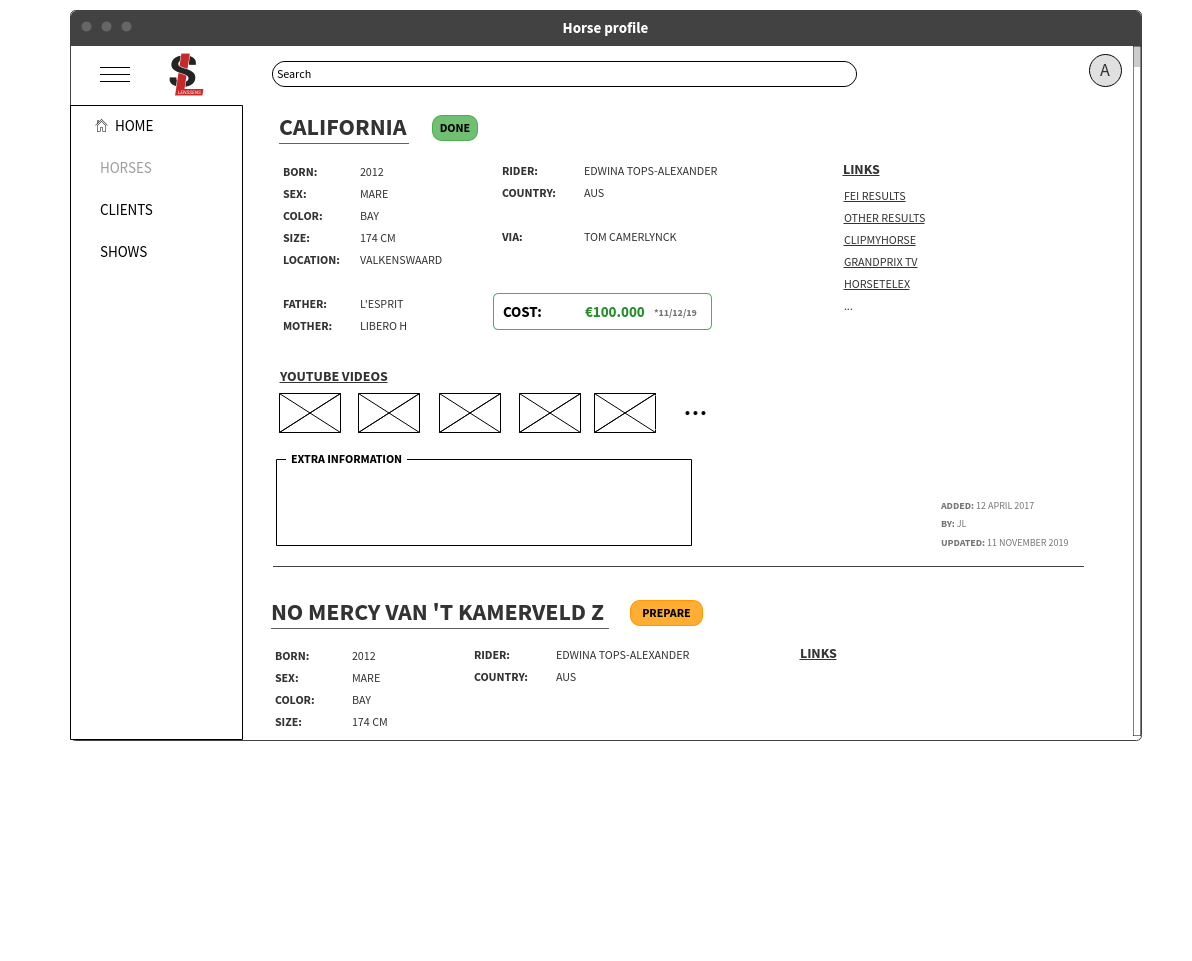 Horse profile
LENSSENS
Search
A
HOME
HORSES
CLIENTS
SHOWS
CALIFORNIA DONE
BORN: 2012
SEX: MARE
COLOR: BAY
SIZE: 174 CM
LOCATION: VALKENSWAARD
FATHER: L'ESPRIT
MOTHER: LIBERO H
RIDER: EDWINA TOPS-ALEXANDER
COUNTRY: AUS
VIA: TOM CAMERLYNCK
COST: €100.000 *11/12/19
LINKS
FEI RESULTS
OTHER RESULTS
CLIPMYHORSE
GRANDPRIX TV
HORSETELEX
...
YOUTUBE VIDEOS
EXTRA INFORMATION
ADDED: 12 APRIL 2017
BY: JL
UPDATED: 11 NOVEMBER 2019
NO MERCY VAN 'T KAMERVELD Z PREPARE
BORN: 2012
SEX: MARE
COLOR: BAY
SIZE: 174 CM
RIDER: EDWINA TOPS-ALEXANDER
COUNTRY: AUS
LINKS